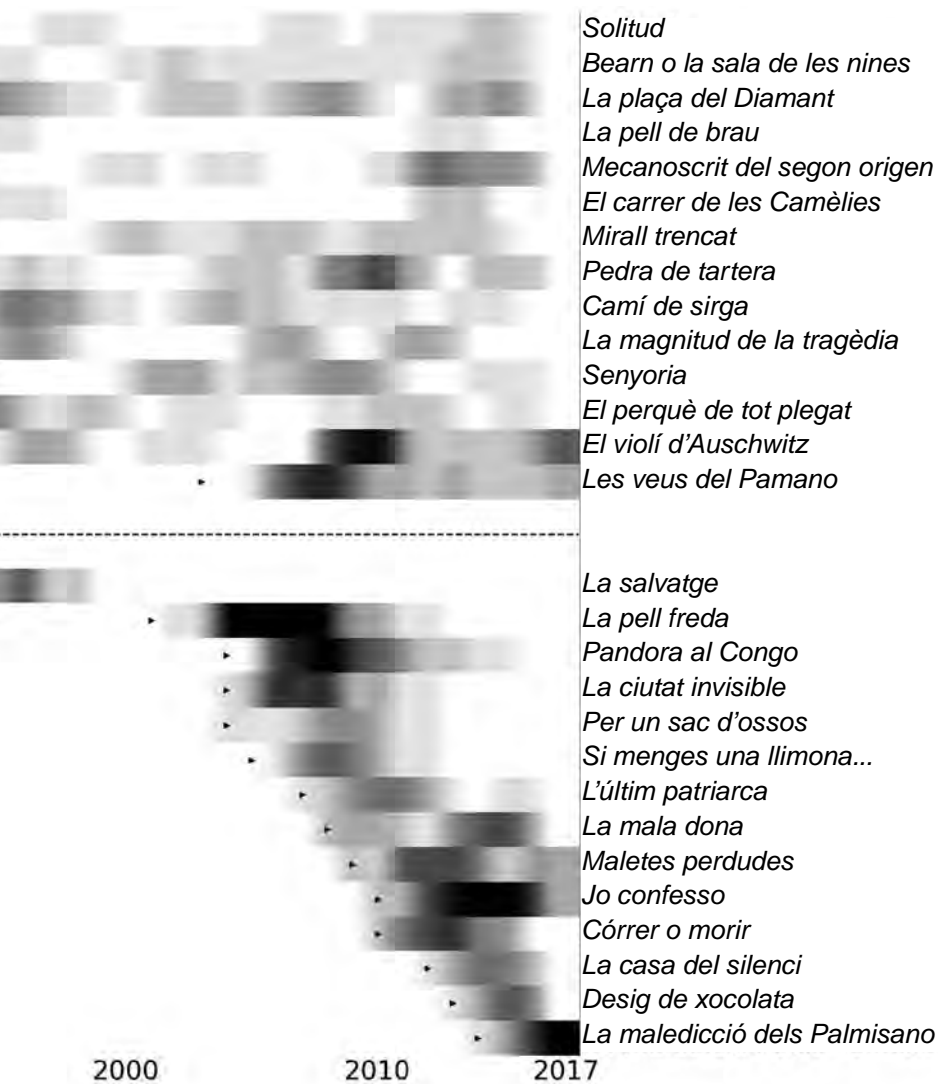 Solitud
Bearn o la sala de les nines
La plaça del Diamant
La pell de brau
Mecanoscrit del segon origen
El carrer de les Camèlies
Mirall trencat
Pedra de tartera
Camí de sirga
La magnitud de la tragèdia
Senyoria
El perquè de tot plegat
El violí d'Auschwitz
Les veus del Pamano
La salvatge
La pell freda
Pandora al Congo
La ciutat invisible
Per un sac d'ossos
Si menges una llimona...
L'últim patriarca
La mala dona
Maletes perdudes
Jo confesso
Córrer o morir
La casa del silenci
Desig de xocolata
La maledicció dels Palmisano
2000 2010 2017